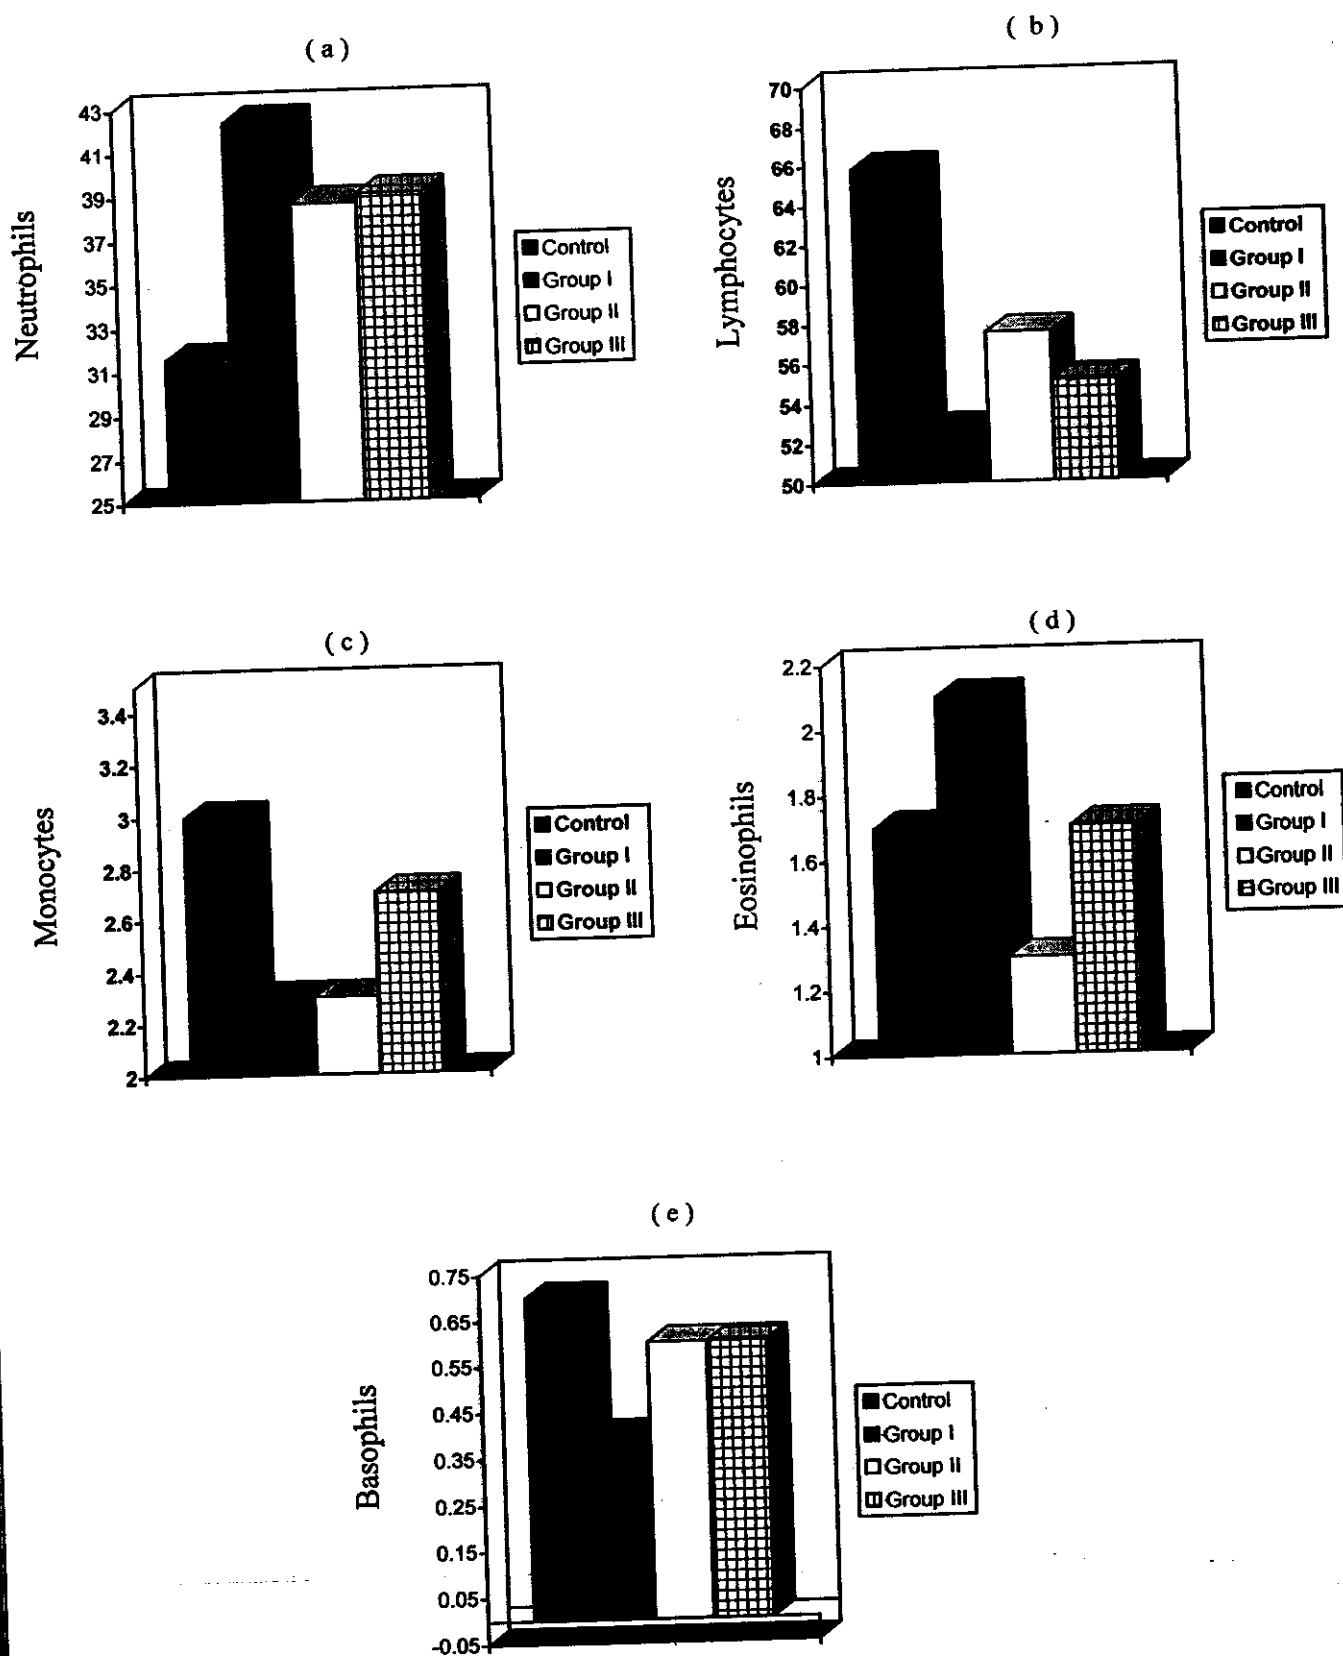 ( a )
43
41
39
37
35
33
31
29
27
25
Neutrophils
Control
Group I
Group II
Group III
( b )
70
68
66
64
62
60
58
56
54
52
50
Lymphocytes
Control
Group I
Group II
Group III
( c )
3.4
3.2
3
2.8
2.6
2.4
2.2
2
Monocytes
Control
Group I
Group II
Group III
( d )
2.2
2
1.8
1.6
1.4
1.2
1
Eosinophils
Control
Group I
Group II
Group III
( e )
0.75
0.65
0.55
0.45
0.35
0.25
0.15
0.05
-0.05
Basophils
Control
Group I
Group II
Group III